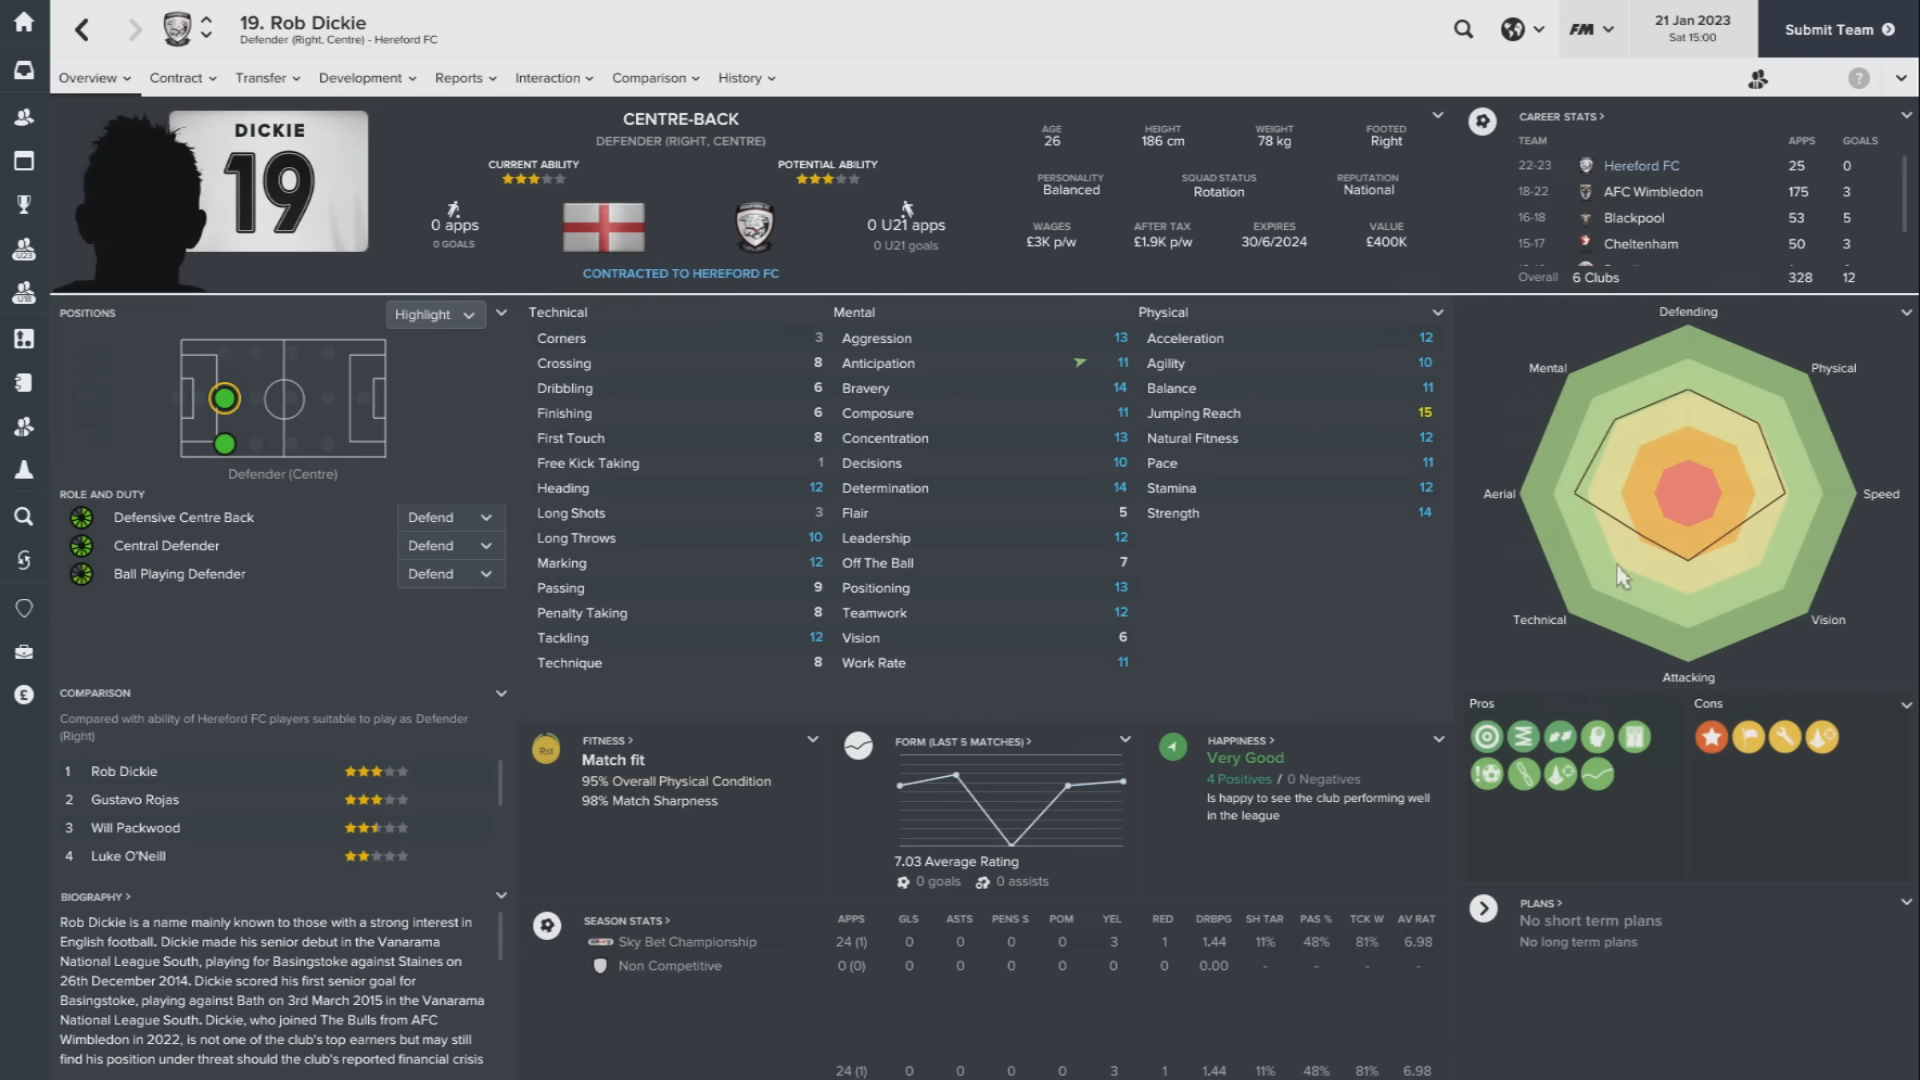 19. Rob Dickie
Defender (Right, Centre) - Hereford FC
FM
21 Jan 2023
Sat 15:00
Submit Team
Overview
Contract
Transfer
Development
Reports
Interaction
Comparison
History
DICKIE
19
CENTRE-BACK
DEFENDER (RIGHT, CENTRE)
CURRENT ABILITY
POTENTIAL ABILITY
0 apps
0 GOALS
0 U21 apps
0 U21 goals
CONTRACTED TO HEREFORD FC
AGE HEIGHT WEIGHT FOOTED
26 186 cm 78 kg Right
PERSONALITY SQUAD STATUS REPUTATION
Balanced Rotation National
WAGES AFTER TAX EXPIRES VALUE
£3K p/w £1.9K p/w 30/6/2024 £400K
CAREER STATS >
TEAM APPS GOALS
22-23 Hereford FC 25 0
18-22 AFC Wimbledon 175 3
16-18 Blackpool 53 5
15-17 Cheltenham 50 3
Overall 6 Clubs 328 12
POSITIONS
Highlight
Defender (Centre)
ROLE AND DUTY
Defensive Centre Back Defend
Central Defender Defend
Ball Playing Defender Defend
Technical
Corners 3
Crossing 8
Dribbling 6
Finishing 6
First Touch 8
Free Kick Taking 1
Heading 12
Long Shots 3
Long Throws 10
Marking 12
Passing 9
Penalty Taking 8
Tackling 12
Technique 8
Mental
Aggression 13
Anticipation 11
Bravery 14
Composure 11
Concentration 13
Decisions 10
Determination 14
Flair 5
Leadership 12
Off The Ball 7
Positioning 13
Teamwork 12
Vision 6
Work Rate 11
Physical
Acceleration 12
Agility 10
Balance 11
Jumping Reach 15
Natural Fitness 12
Pace 11
Stamina 12
Strength 14
Defending
Mental
Physical
Aerial
Speed
Technical
Vision
Attacking
COMPARISON
Compared with ability of Hereford FC players suitable to play as Defender
(Right)
1 Rob Dickie
2 Gustavo Rojas
3 Will Packwood
4 Luke O'Neill
BIOGRAPHY >
Rob Dickie is a name mainly known to those with a strong interest in
English football. Dickie made his senior debut in the Vanarama
National League South, playing for Basingstoke against Staines on
26th December 2014. Dickie scored his first senior goal for
Basingstoke, playing against Bath on 3rd March 2015 in the Vanarama
National League South. Dickie, who joined The Bulls from AFC
Wimbledon in 2022, is not one of the club's top earners but may still
find his position under threat should the club's reported financial crisis
Rst
FITNESS >
Match fit
95% Overall Physical Condition
98% Match Sharpness
FORM (LAST 5 MATCHES) >
7.03 Average Rating
0 goals 0 assists
HAPPINESS >
Very Good
4 Positives / 0 Negatives
Is happy to see the club performing well
in the league
Pros
Cons
SEASON STATS > APPS GLS ASTS PENS S POM YEL RED DRBPG SH TAR PAS % TCK W AV RAT
Sky Bet Championship 24 (1) 0 0 0 0 3 1 1.44 11% 48% 81% 6.98
Non Competitive 0 (0) 0 0 0 0 0 0 0.00 - - - -
24 (1) 0 0 0 0 3 1 1.44 11% 48% 81% 6.98
PLANS >
No short term plans
No long term plans